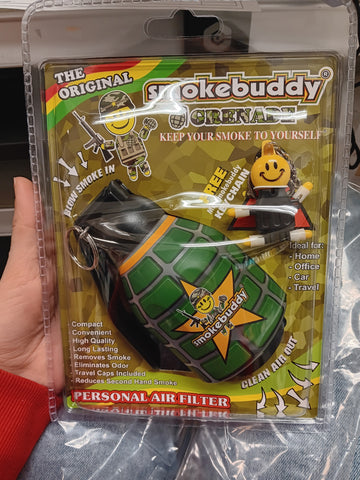 THE ORIGINAL
smokebuddy®
GRENADE
KEEP YOUR SMOKE TO YOURSELF
BLOW SMOKE IN
FREE
smokebuddy
KEYCHAIN
Ideal for:
- Home
- Office
- Car
- Travel
smokebuddy
Compact
Convenient
High Quality
Long Lasting
Removes Smoke
Eliminates Odor
Travel Caps Included
Reduces Second Hand Smoke
CLEAN AIR OUT
PERSONAL AIR FILTER